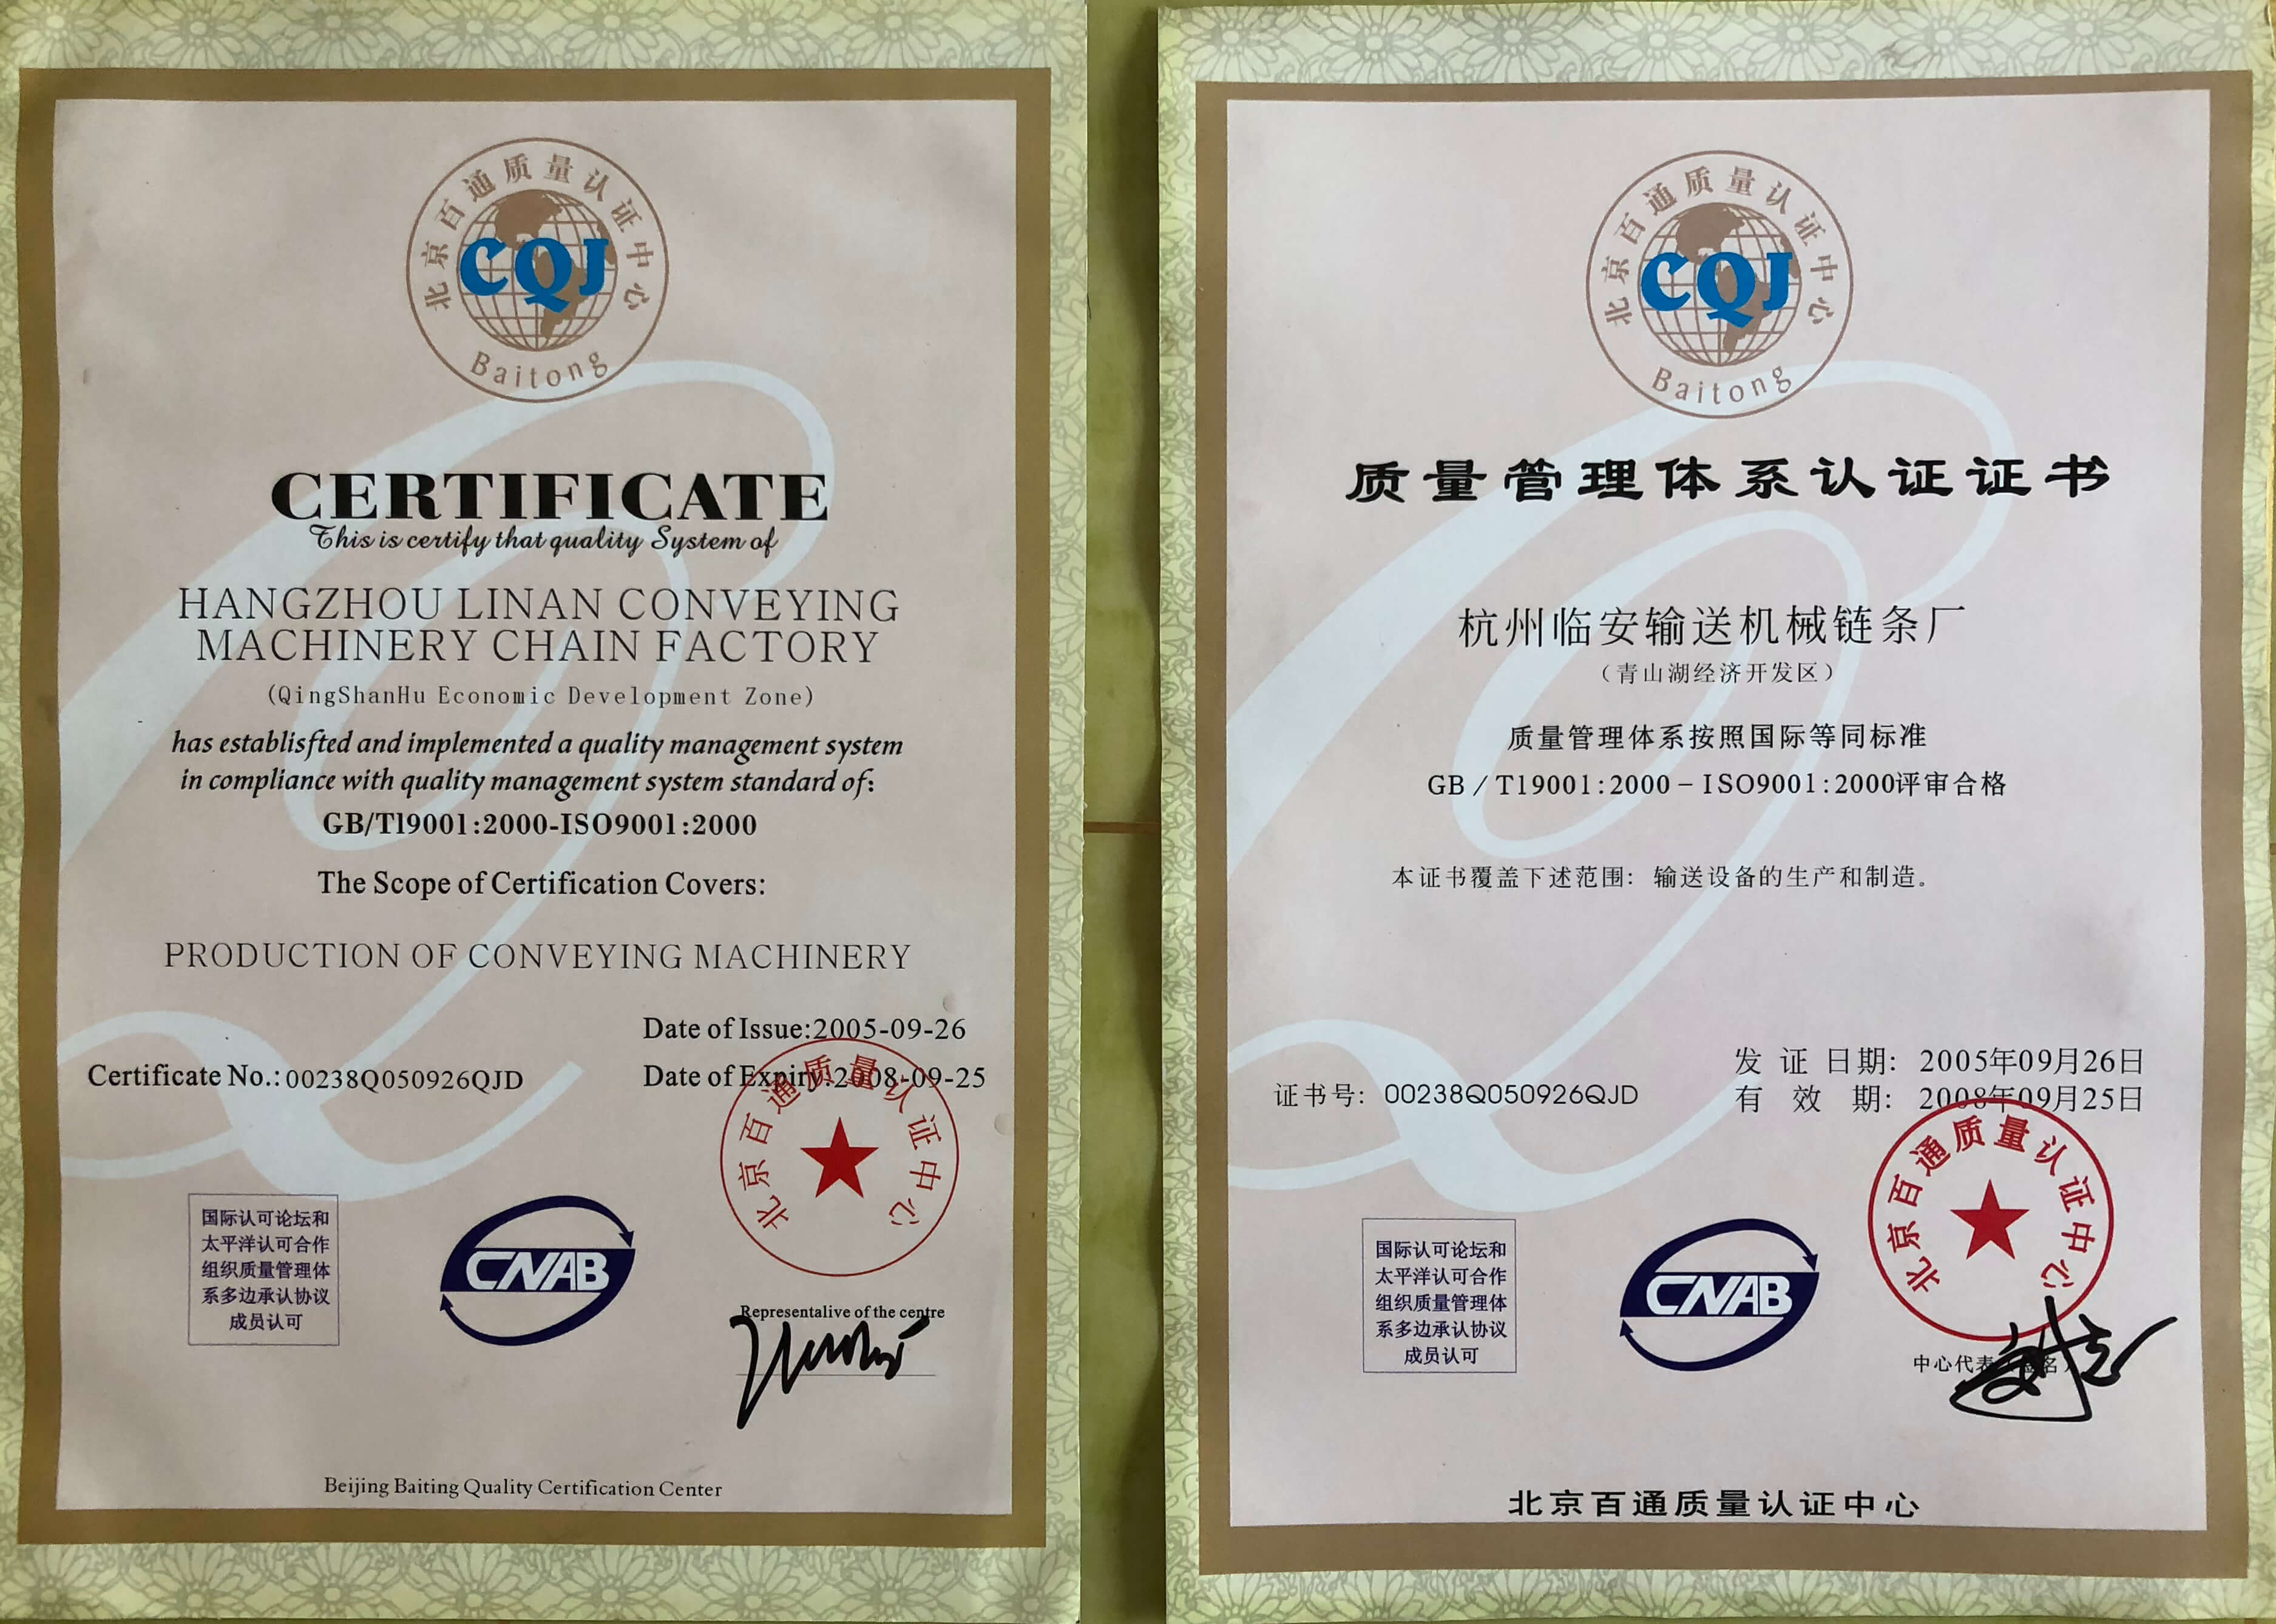 北京百通质量认证中心
CQJ
Baitong
CERTIFICATE
This is certify that quality System of
HANGZHOU LINAN CONVEYING
MACHINERY CHAIN FACTORY
(QingShanHu Economic Development Zone)
has establisfted and implemented a quality management system
in compliance with quality management system standard of:
GB/T19001:2000-ISO9001:2000
The Scope of Certification Covers:
PRODUCTION OF CONVEYING MACHINERY
Date of Issue:2005-09-26
Certificate No.:00238Q050926QJD
Date of Expiry:2008-09-25
北京百通质量认证中心
国际认可论坛和
太平洋认可合作
组织质量管理体
系多边承认协议
成员认可
CNAB
Representalive of the centre
Beijing Baiting Quality Certification Center
北京百通质量认证中心
CQJ
Baitong
质量管理体系认证证书
杭州临安输送机械链条厂
（青山湖经济开发区）
质量管理体系按照国际等同标准
GB/T19001:2000-ISO9001:2000评审合格
本证书覆盖下述范围：输送设备的生产和制造。
发证日期：2005年09月26日
证书号：00238Q050926QJD
有效期：2008年09月25日
北京百通质量认证中心
国际认可论坛和
太平洋认可合作
组织质量管理体
系多边承认协议
成员认可
CNAB
中心代表（签名）
北京百通质量认证中心